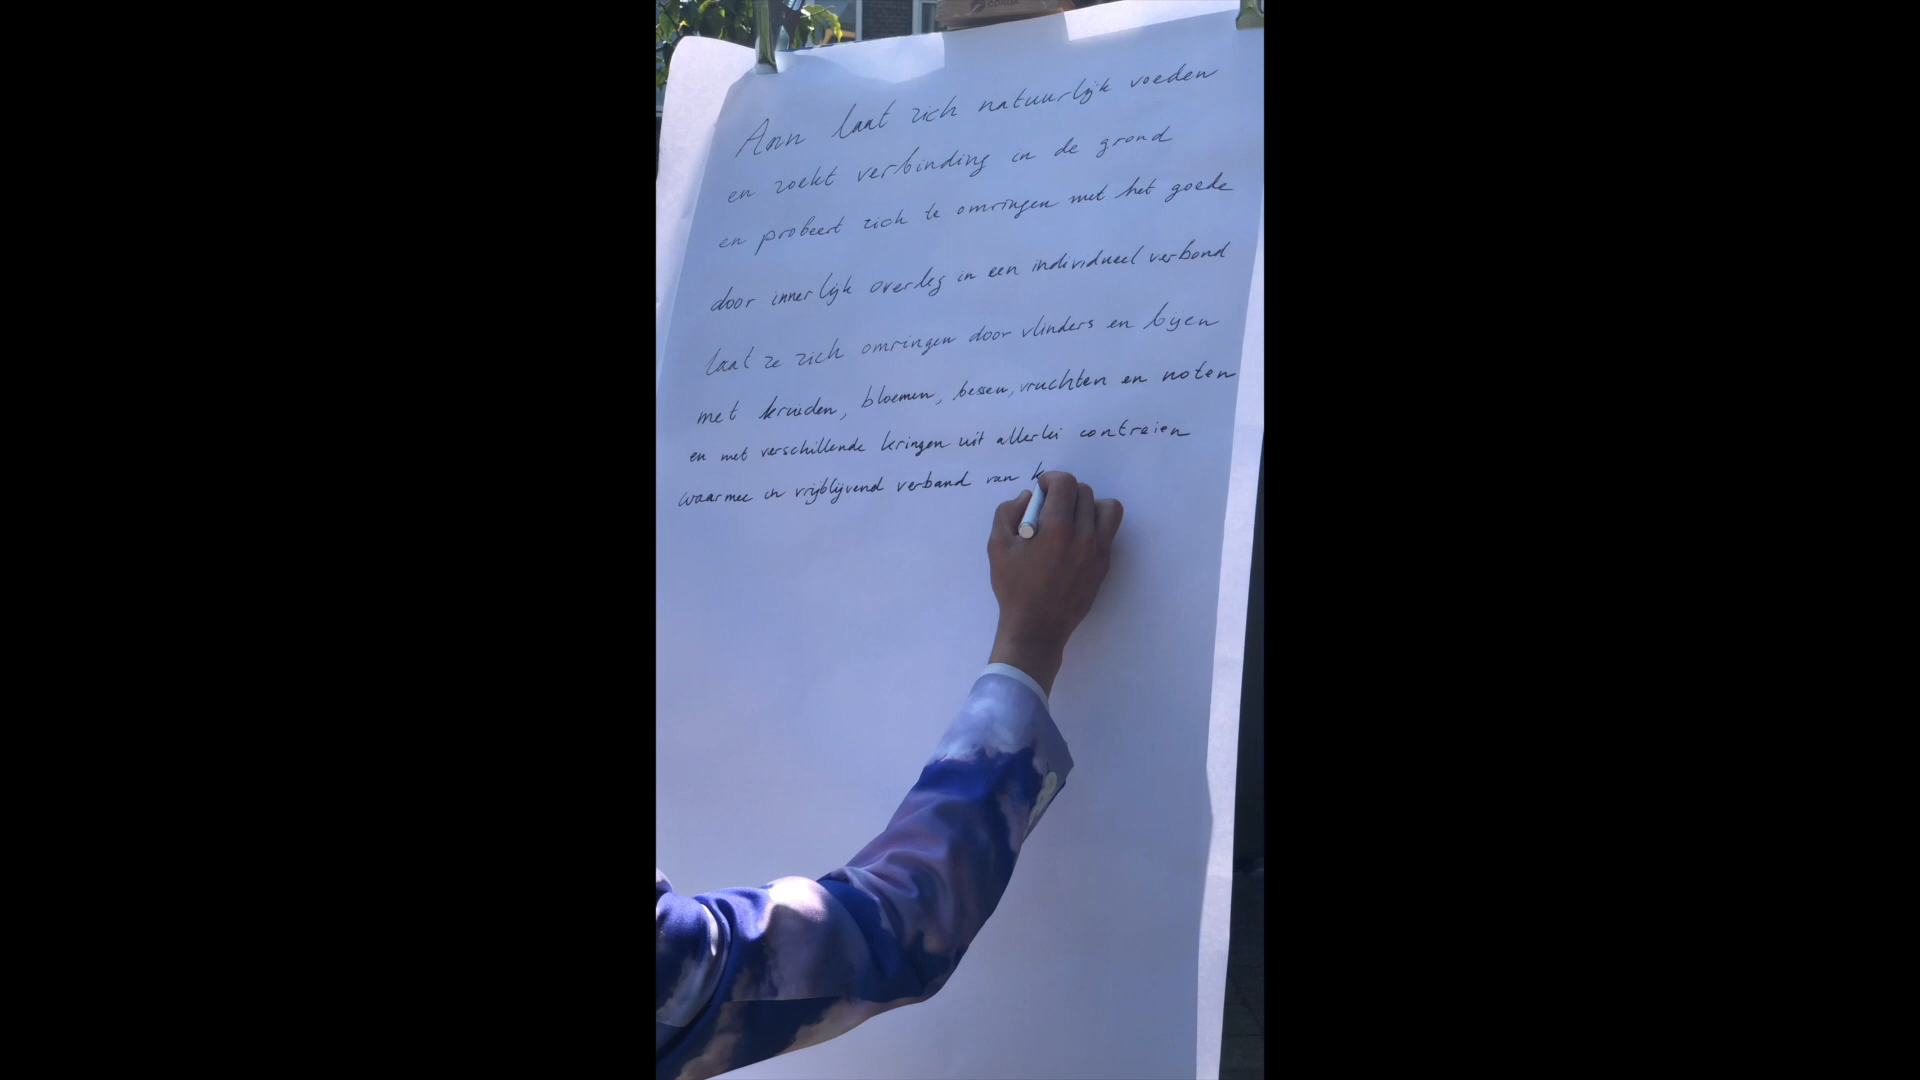 Ann laat zich natuurlijk voeden
en zoekt verbinding in de grond
en probeert zich te omringen met het goede
door innerlijk overleg in een individueel verbond
laat ze zich omringen door vlinders en bijen
met kruiden, bloemen, bessen, vruchten en noten
en met verschillende kringen uit allerlei contreien
waarmee in vrijblijvend verband van k